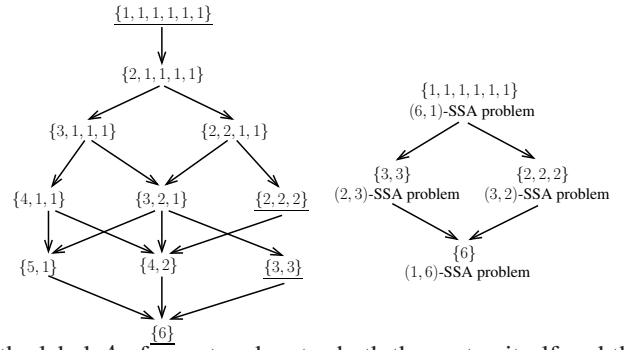 {1, 1, 1, 1, 1, 1}
{2, 1, 1, 1, 1}
{3, 1, 1, 1} {2, 2, 1, 1}
{4, 1, 1} {3, 2, 1} {2, 2, 2}
{5, 1} {4, 2} {3, 3}
{6}
{1, 1, 1, 1, 1, 1}
(6, 1)-SSA problem
{3, 3} {2, 2, 2}
(2, 3)-SSA problem (3, 2)-SSA problem
{6}
(1, 6)-SSA problem